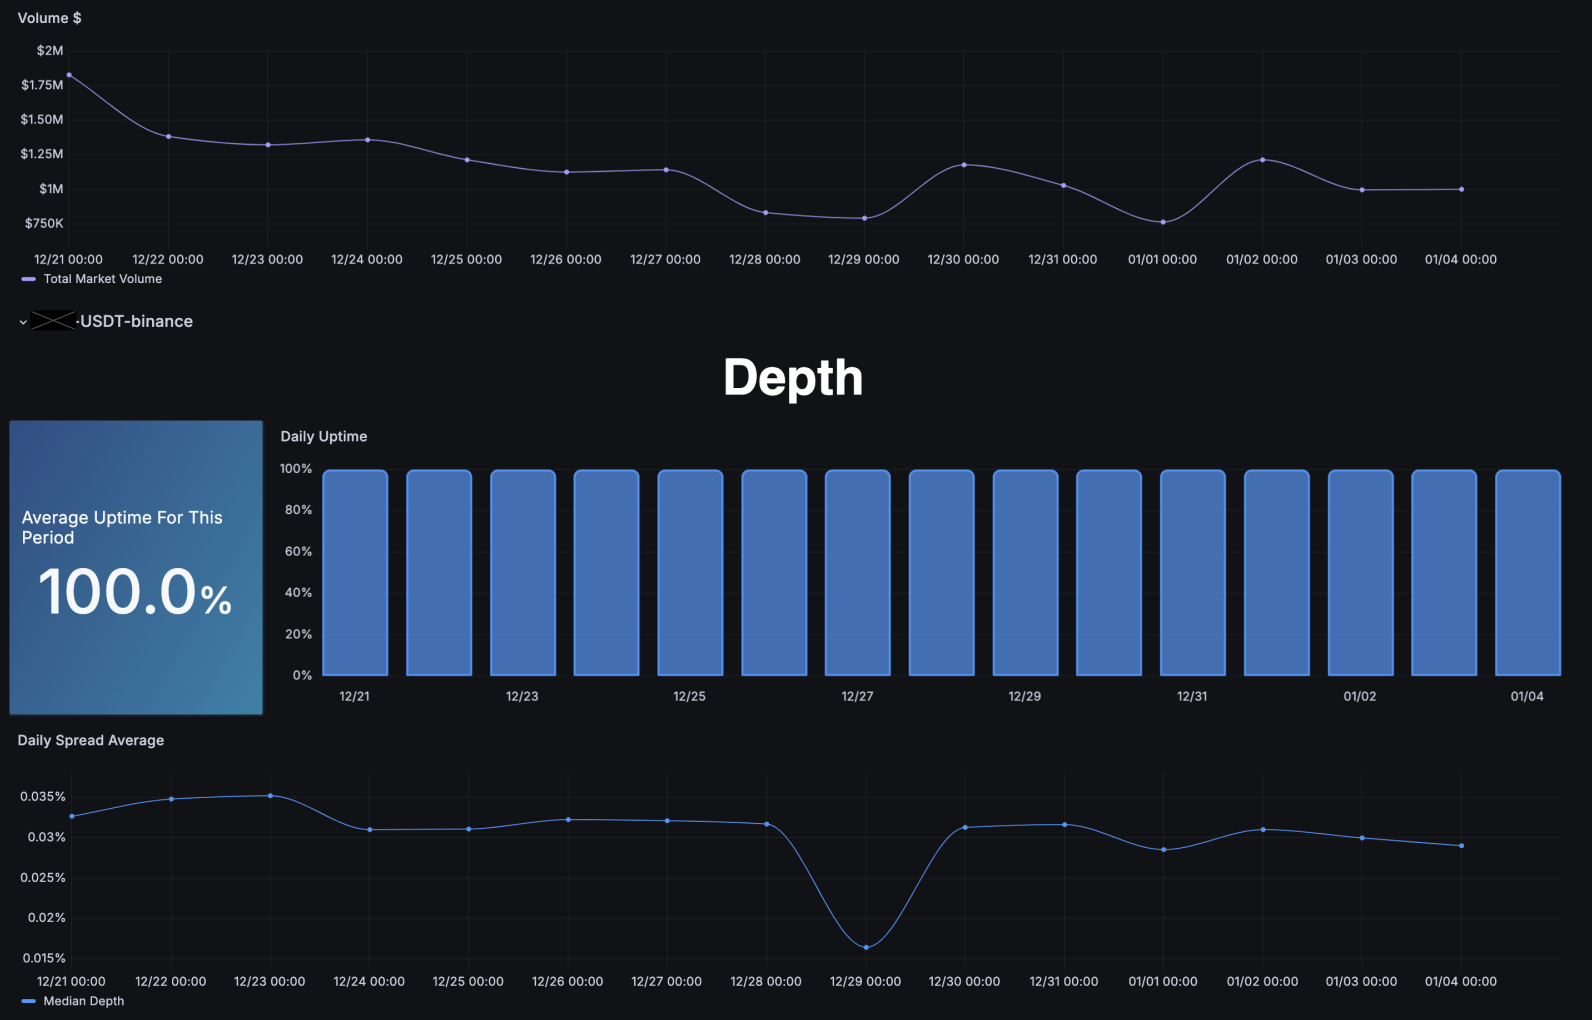 Volume $
$2M
$1.75M
$1.50M
$1.25M
$1M
$750K
12/21 00:00 12/22 00:00 12/23 00:00 12/24 00:00 12/25 00:00 12/26 00:00 12/27 00:00 12/28 00:00 12/29 00:00 12/30 00:00 12/31 00:00 01/01 00:00 01/02 00:00 01/03 00:00 01/04 00:00
Total Market Volume
-USDT-binance
Depth
Average Uptime For This
Period
100.0%
Daily Uptime
100%
80%
60%
40%
20%
0%
12/21 12/23 12/25 12/27 12/29 12/31 01/02 01/04
Daily Spread Average
0.035%
0.03%
0.025%
0.02%
0.015%
12/21 00:00 12/22 00:00 12/23 00:00 12/24 00:00 12/25 00:00 12/26 00:00 12/27 00:00 12/28 00:00 12/29 00:00 12/30 00:00 12/31 00:00 01/01 00:00 01/02 00:00 01/03 00:00 01/04 00:00
Median Depth